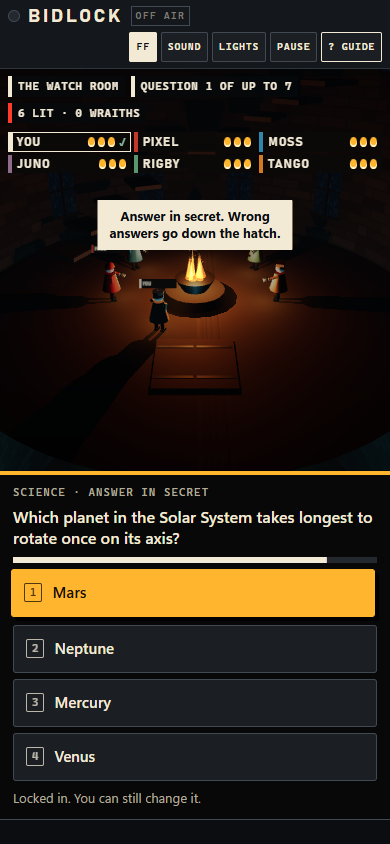 BIDLOCK OFF AIR
FF SOUND LIGHTS PAUSE ? GUIDE
THE WATCH ROOM QUESTION 1 OF UP TO 7
6 LIT · 0 WRAITHS
YOU ✓ PIXEL MOSS
JUNO RIGBY TANGO
Answer in secret. Wrong
answers go down the hatch.
SCIENCE · ANSWER IN SECRET
Which planet in the Solar System takes longest to
rotate once on its axis?
1 Mars
2 Neptune
3 Mercury
4 Venus
Locked in. You can still change it.